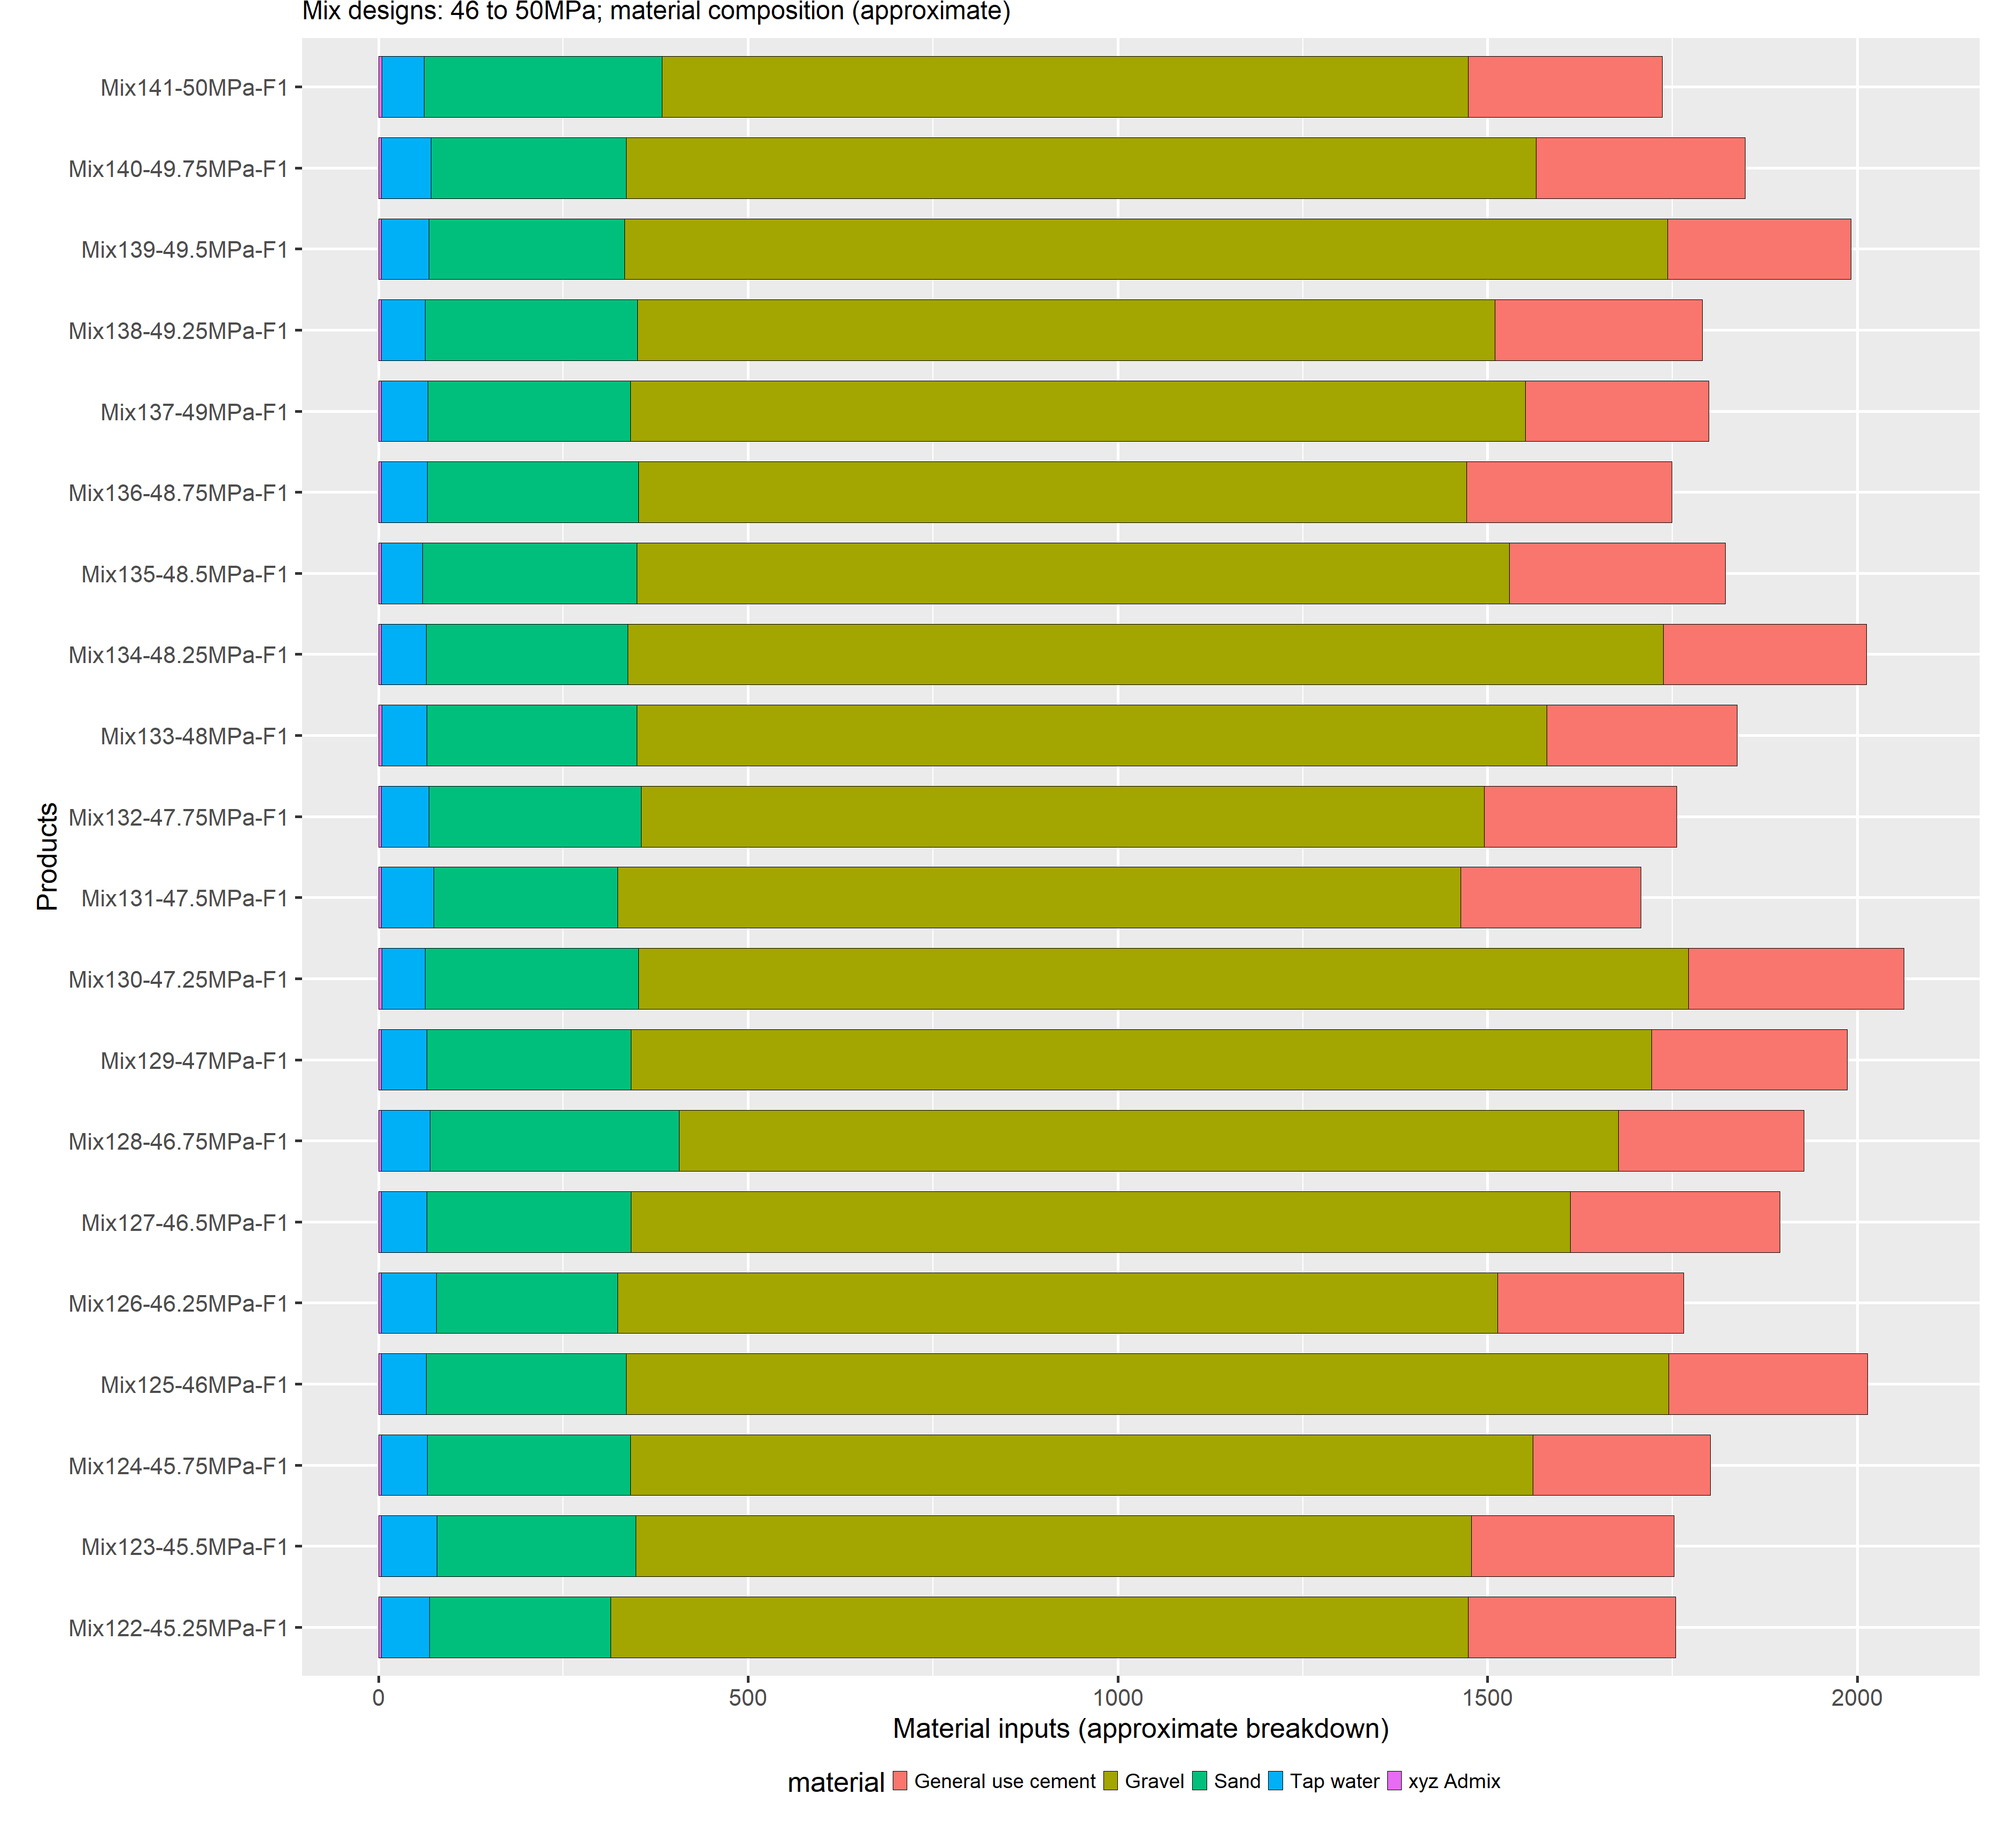 Mix designs: 46 to 50MPa; material composition (approximate)
Mix141-50MPa-F1
Mix140-49.75MPa-F1
Mix139-49.5MPa-F1
Mix138-49.25MPa-F1
Mix137-49MPa-F1
Mix136-48.75MPa-F1
Mix135-48.5MPa-F1
Mix134-48.25MPa-F1
Mix133-48MPa-F1
Mix132-47.75MPa-F1
Mix131-47.5MPa-F1
Mix130-47.25MPa-F1
Mix129-47MPa-F1
Mix128-46.75MPa-F1
Mix127-46.5MPa-F1
Mix126-46.25MPa-F1
Mix125-46MPa-F1
Mix124-45.75MPa-F1
Mix123-45.5MPa-F1
Mix122-45.25MPa-F1
Products
0 500 1000 1500 2000
Material inputs (approximate breakdown)
material General use cement Gravel Sand Tap water xyz Admix